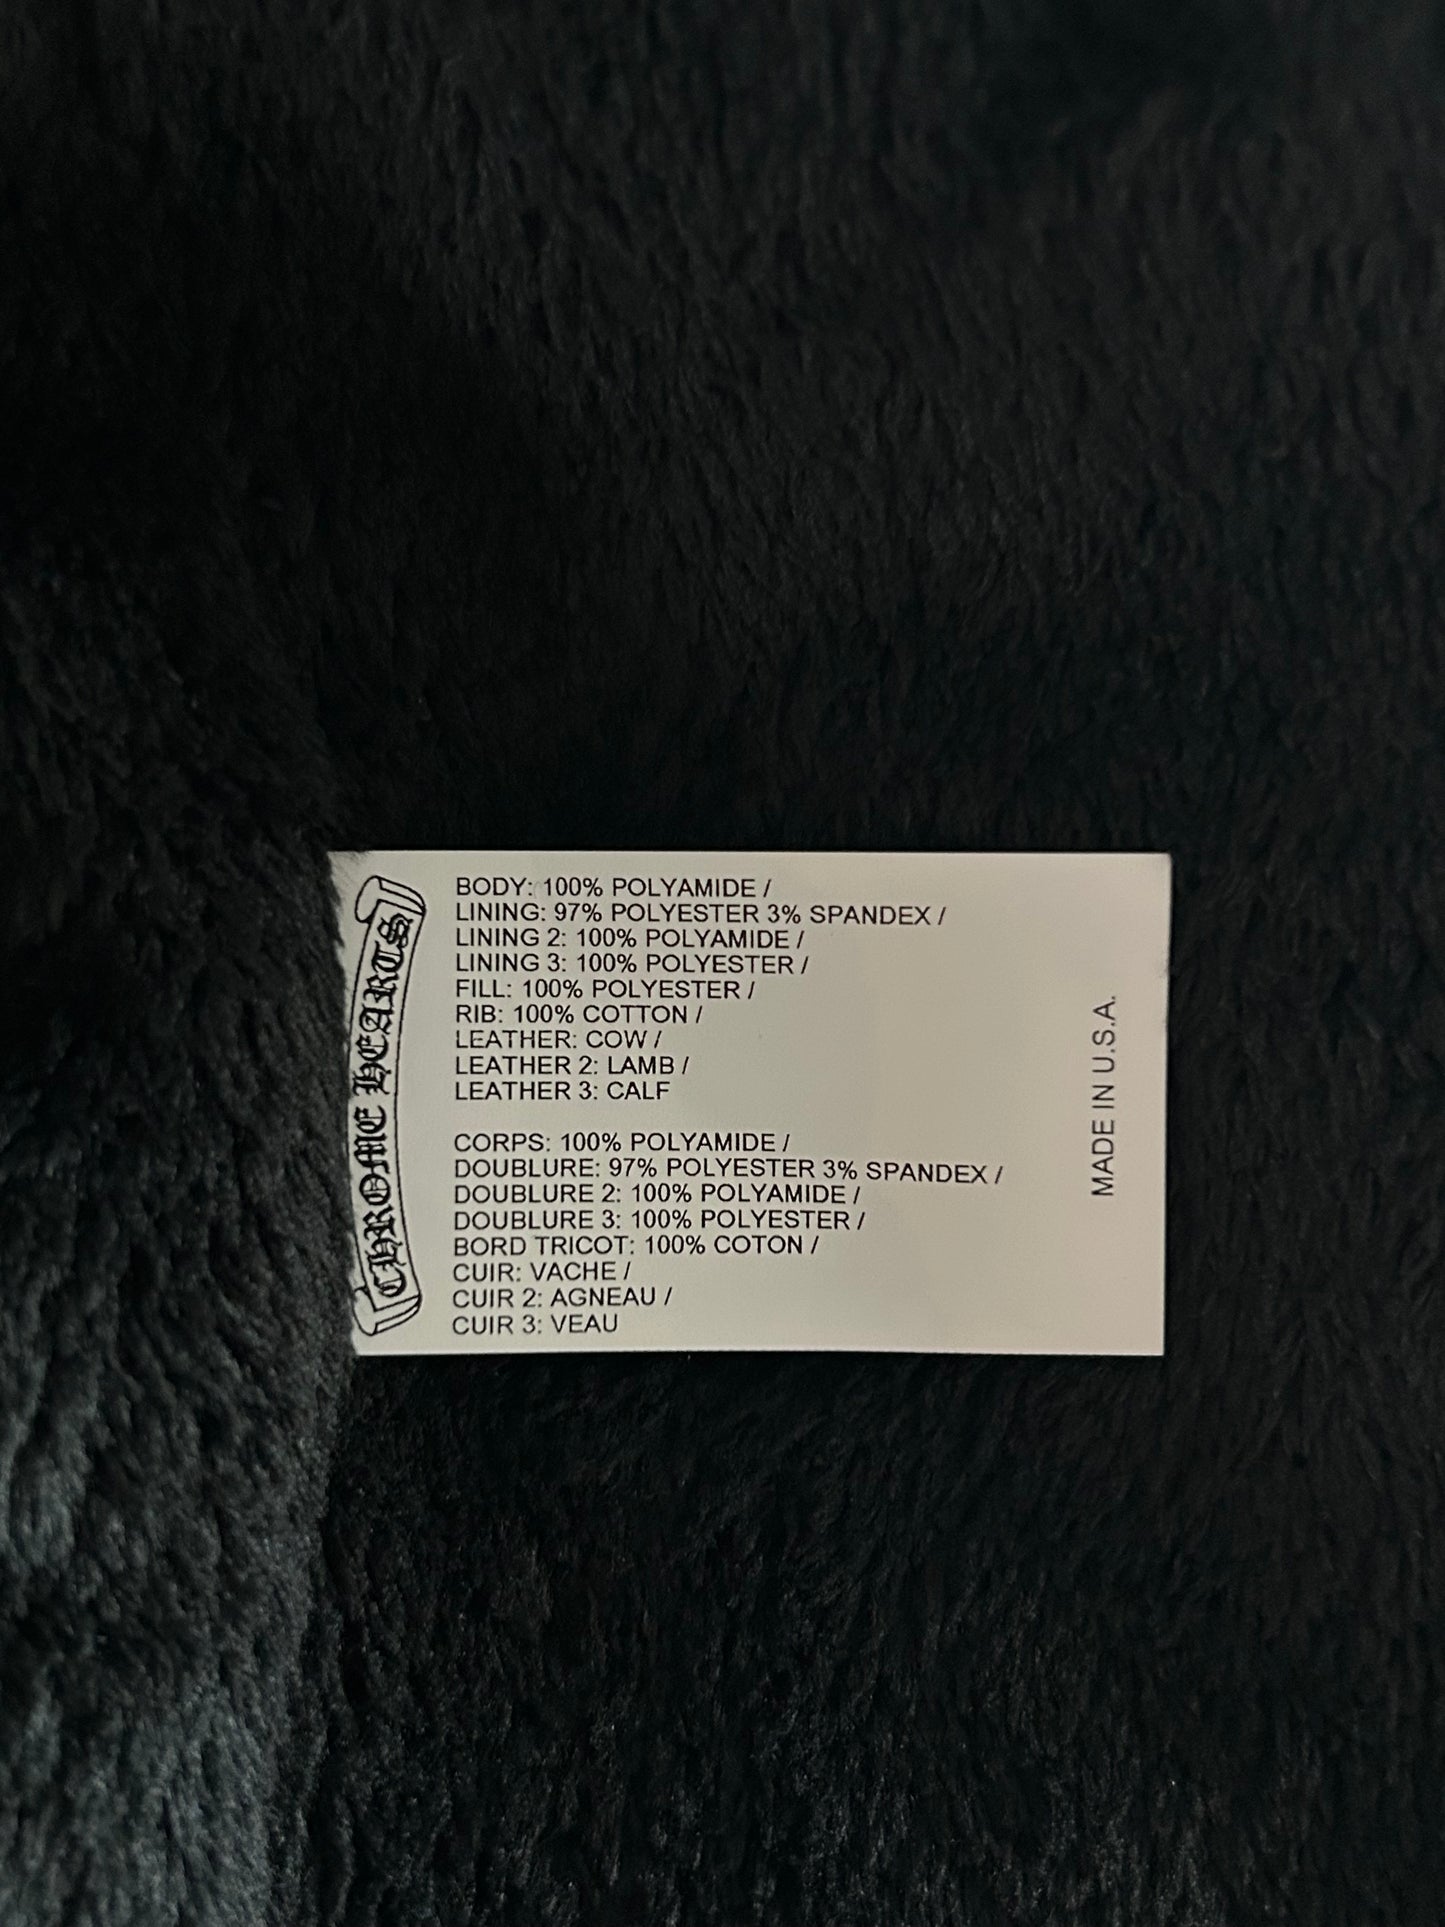 CHROME HEARTS
BODY: 100% POLYAMIDE /
LINING: 97% POLYESTER 3% SPANDEX /
LINING 2: 100% POLYAMIDE /
LINING 3: 100% POLYESTER /
FILL: 100% POLYESTER /
RIB: 100% COTTON /
LEATHER: COW /
LEATHER 2: LAMB /
LEATHER 3: CALF
CORPS: 100% POLYAMIDE /
DOUBLURE: 97% POLYESTER 3% SPANDEX /
DOUBLURE 2: 100% POLYAMIDE /
DOUBLURE 3: 100% POLYESTER /
BORD TRICOT: 100% COTON /
CUIR: VACHE /
CUIR 2: AGNEAU /
CUIR 3: VEAU
MADE IN U.S.A.